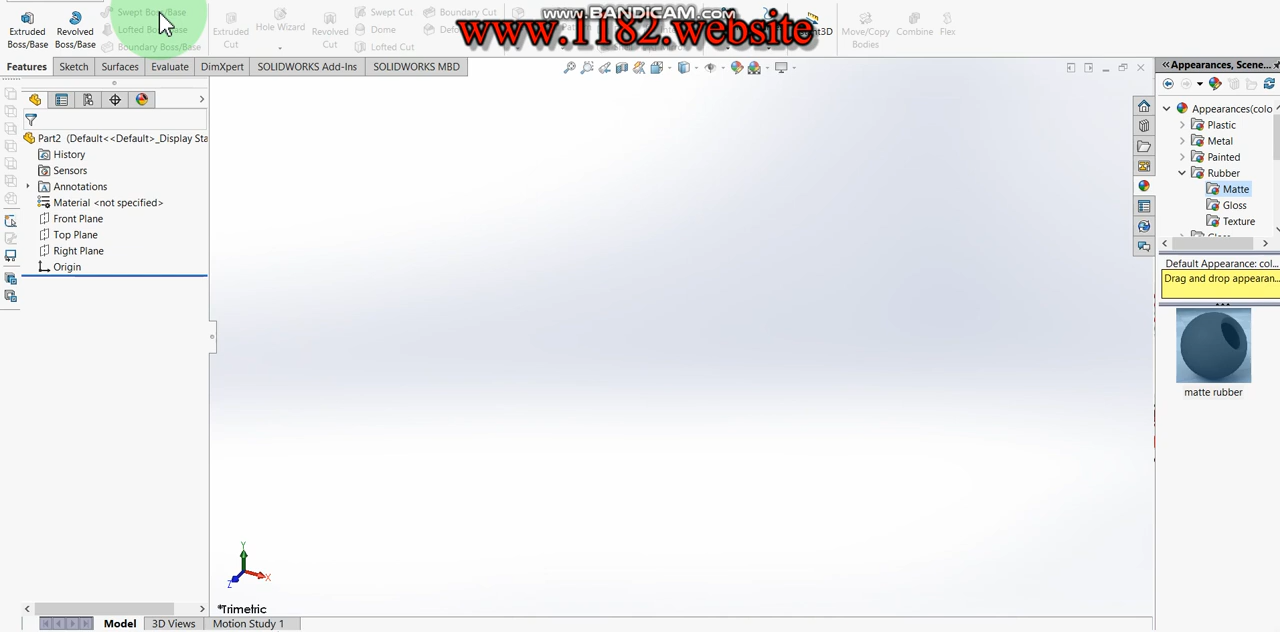 www.BANDICAM.com
www.1182.website
Extruded Boss/Base
Revolved Boss/Base
Swept Boss/Base
Boundary Boss/Base
Extruded Cut
Hole Wizard
Revolved Cut
Swept Cut
Dome
Lofted Cut
Boundary Cut
Move/Copy Bodies
Combine
Flex
Features
Sketch
Surfaces
Evaluate
DimXpert
SOLIDWORKS Add-Ins
SOLIDWORKS MBD
Part2 (Default<<Default>_Display Sta
History
Sensors
Annotations
Material <not specified>
Front Plane
Top Plane
Right Plane
Origin
Y
X
Z
*Trimetric
Model
3D Views
Motion Study 1
Appearances, Scene...
Appearances(colo
Plastic
Metal
Painted
Rubber
Matte
Gloss
Texture
Default Appearance: col...
Drag and drop appearan...
matte rubber